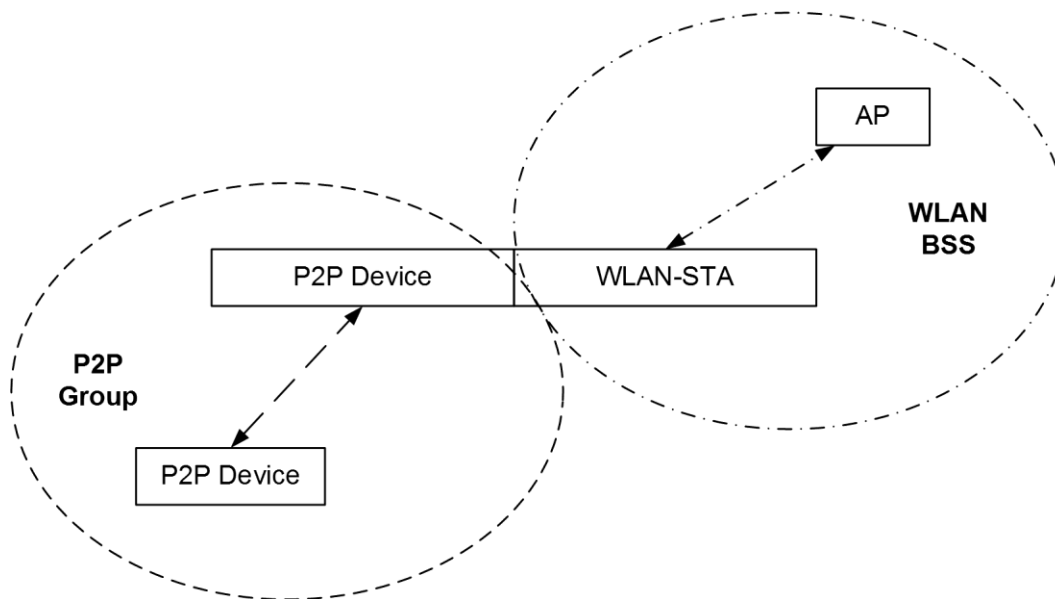 AP
WLAN
BSS
P2P Device
WLAN-STA
P2P
Group
P2P Device